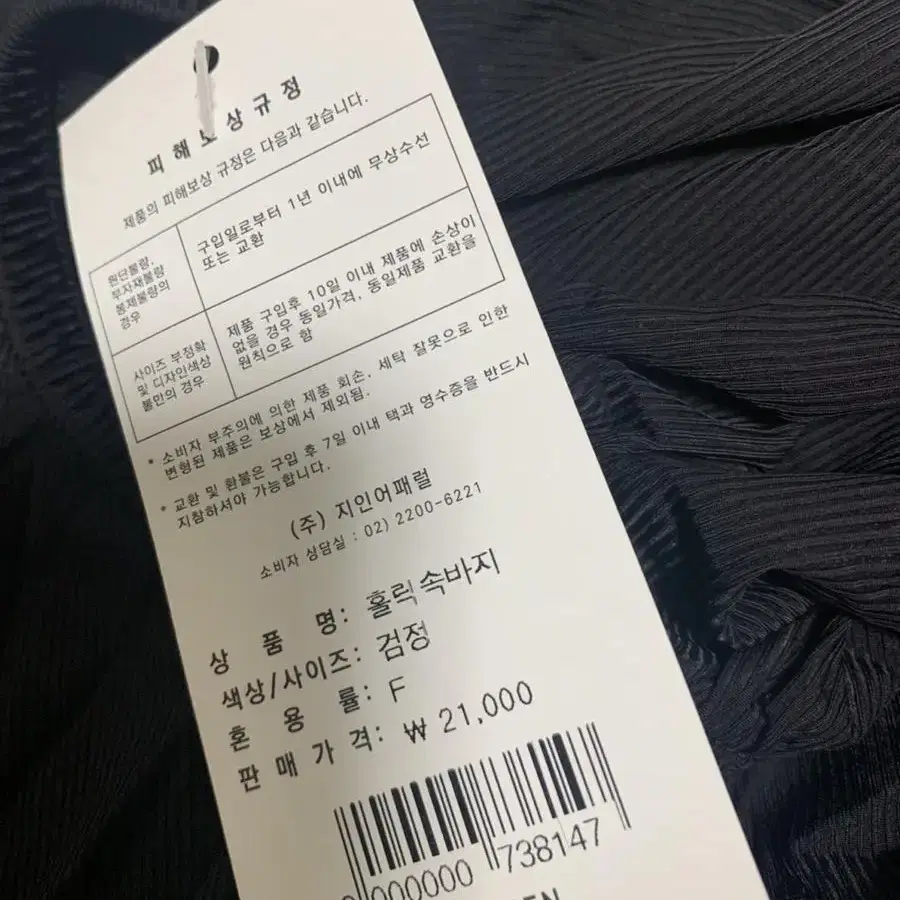 피해보상규정
제품의 피해보상 규정은 다음과 같습니다.
원단불량,
부자재불량
봉제불량의
경우
구입일로부터 1년 이내에 무상수선
또는 교환
사이즈 부정확
및 디자인색상
불만의 경우
제품 구입후 10일 이내 제품에 손상이
없을 경우 동일가격, 동일제품 교환을
원칙으로 함
* 소비자 부주의에 의한 제품 회손, 세탁 잘못으로 인한
변형된 제품은 보상에서 제외됨.
* 교환 및 환불은 구입 후 7일 이내 택과 영수증을 반드시
지참하셔야 가능합니다.
(주) 지인어패럴
소비자 상담실 : 02) 2200-6221
상 품 명: 홀릭속바지
색상/사이즈: 검정
혼 용 률: F
판 매 가 격: ₩ 21,000
000000 738147